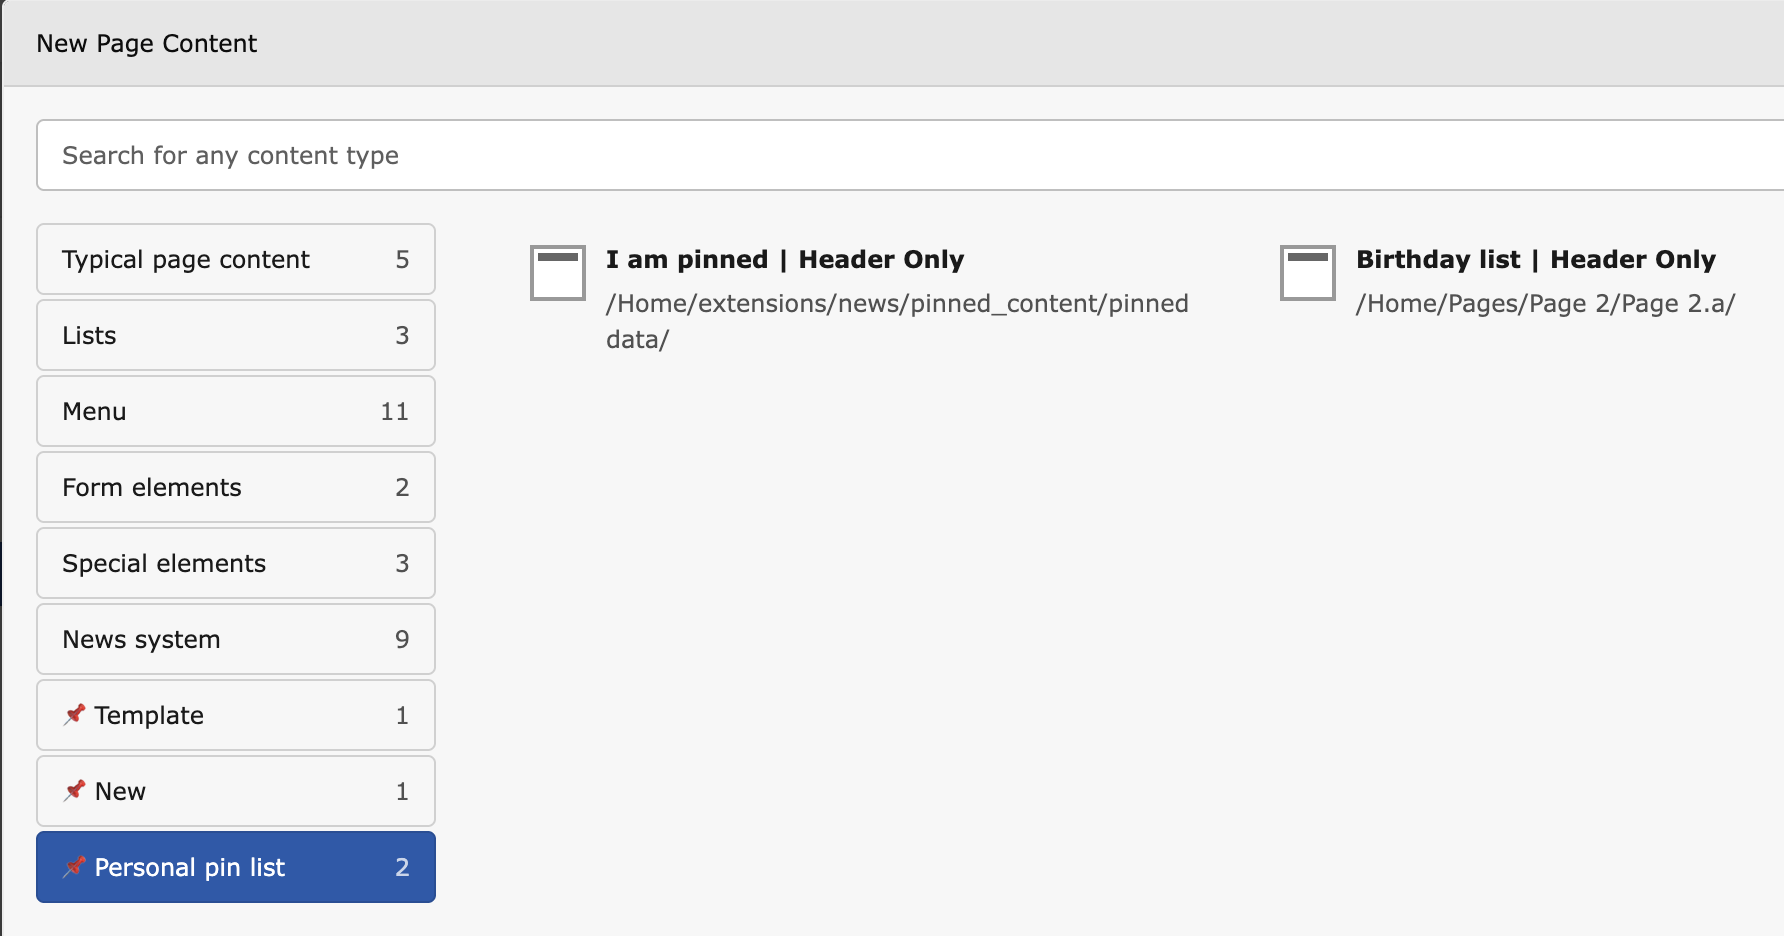 New Page Content
Search for any content type
Typical page content 5
Lists 3
Menu 11
Form elements 2
Special elements 3
News system 9
Template 1
New 1
Personal pin list 2
I am pinned | Header Only
/Home/extensions/news/pinned_content/pinned
data/
Birthday list | Header Only
/Home/Pages/Page 2/Page 2.a/